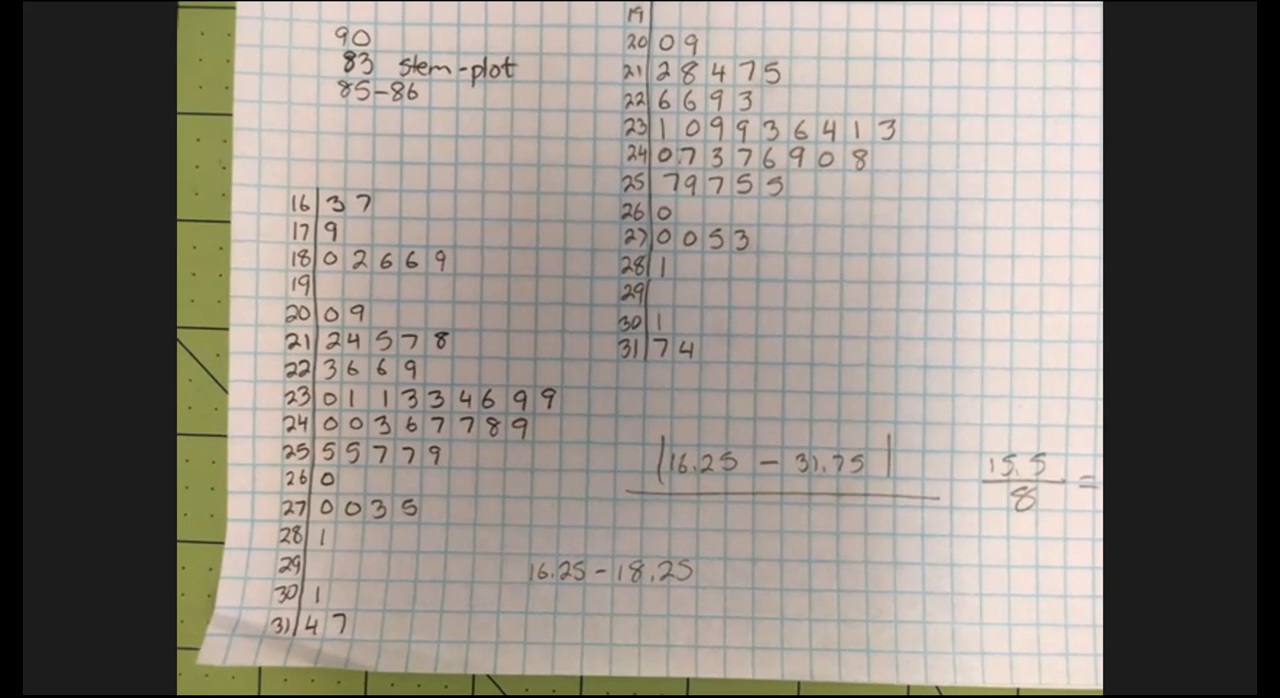 90
83 stem-plot
85-86
16 3 7
17 9
18 0 2 6 6 9
19
20 0 9
21 2 4 5 7 8
22 3 6 6 9
23 0 1 1 3 3 4 6 9 9
24 0 0 3 6 7 7 8 9
25 5 5 7 7 9
26 0
27 0 0 3 5
28 1
29
30 1
31 4 7
19
20 0 9
21 2 8 4 7 5
22 6 6 9 3
23 1 0 9 9 3 6 4 1 3
24 0 7 3 7 6 9 0 8
25 7 9 7 5 5
26 0
27 0 0 5 3
28 1
29
30 1
31 7 4
|16.25 - 31.75|
15.5
8 =
16.25 - 18.25